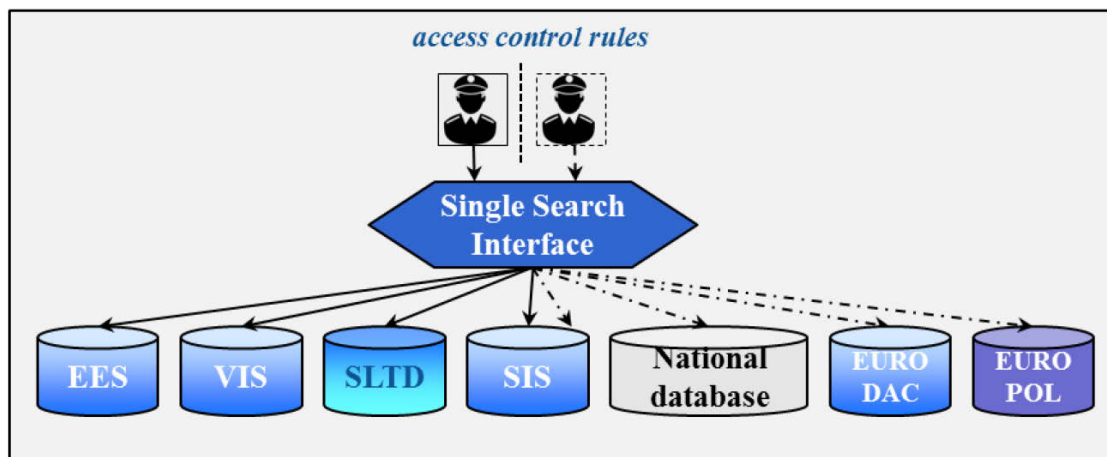 access control rules
Single Search
Interface
EES
VIS
SLTD
SIS
National
database
EURO
DAC
EURO
POL